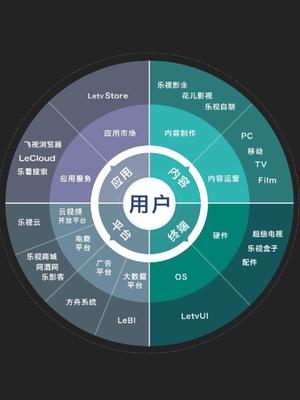 乐视影业
花儿影视
乐视自制
Letv Store
应用市场
内容制作
飞视浏览器
LeCloud
乐看搜索
PC
移动
TV
Film
应用服务
内容运营
应用
内容
用户
平台
终端
乐视云
云视频
开放平台
硬件
超级电视
乐视盒子
配件
电商
平台
乐视商城
网酒网
乐影客
广告
平台
大数据
平台
OS
方舟系统
LeBI
LetvUI